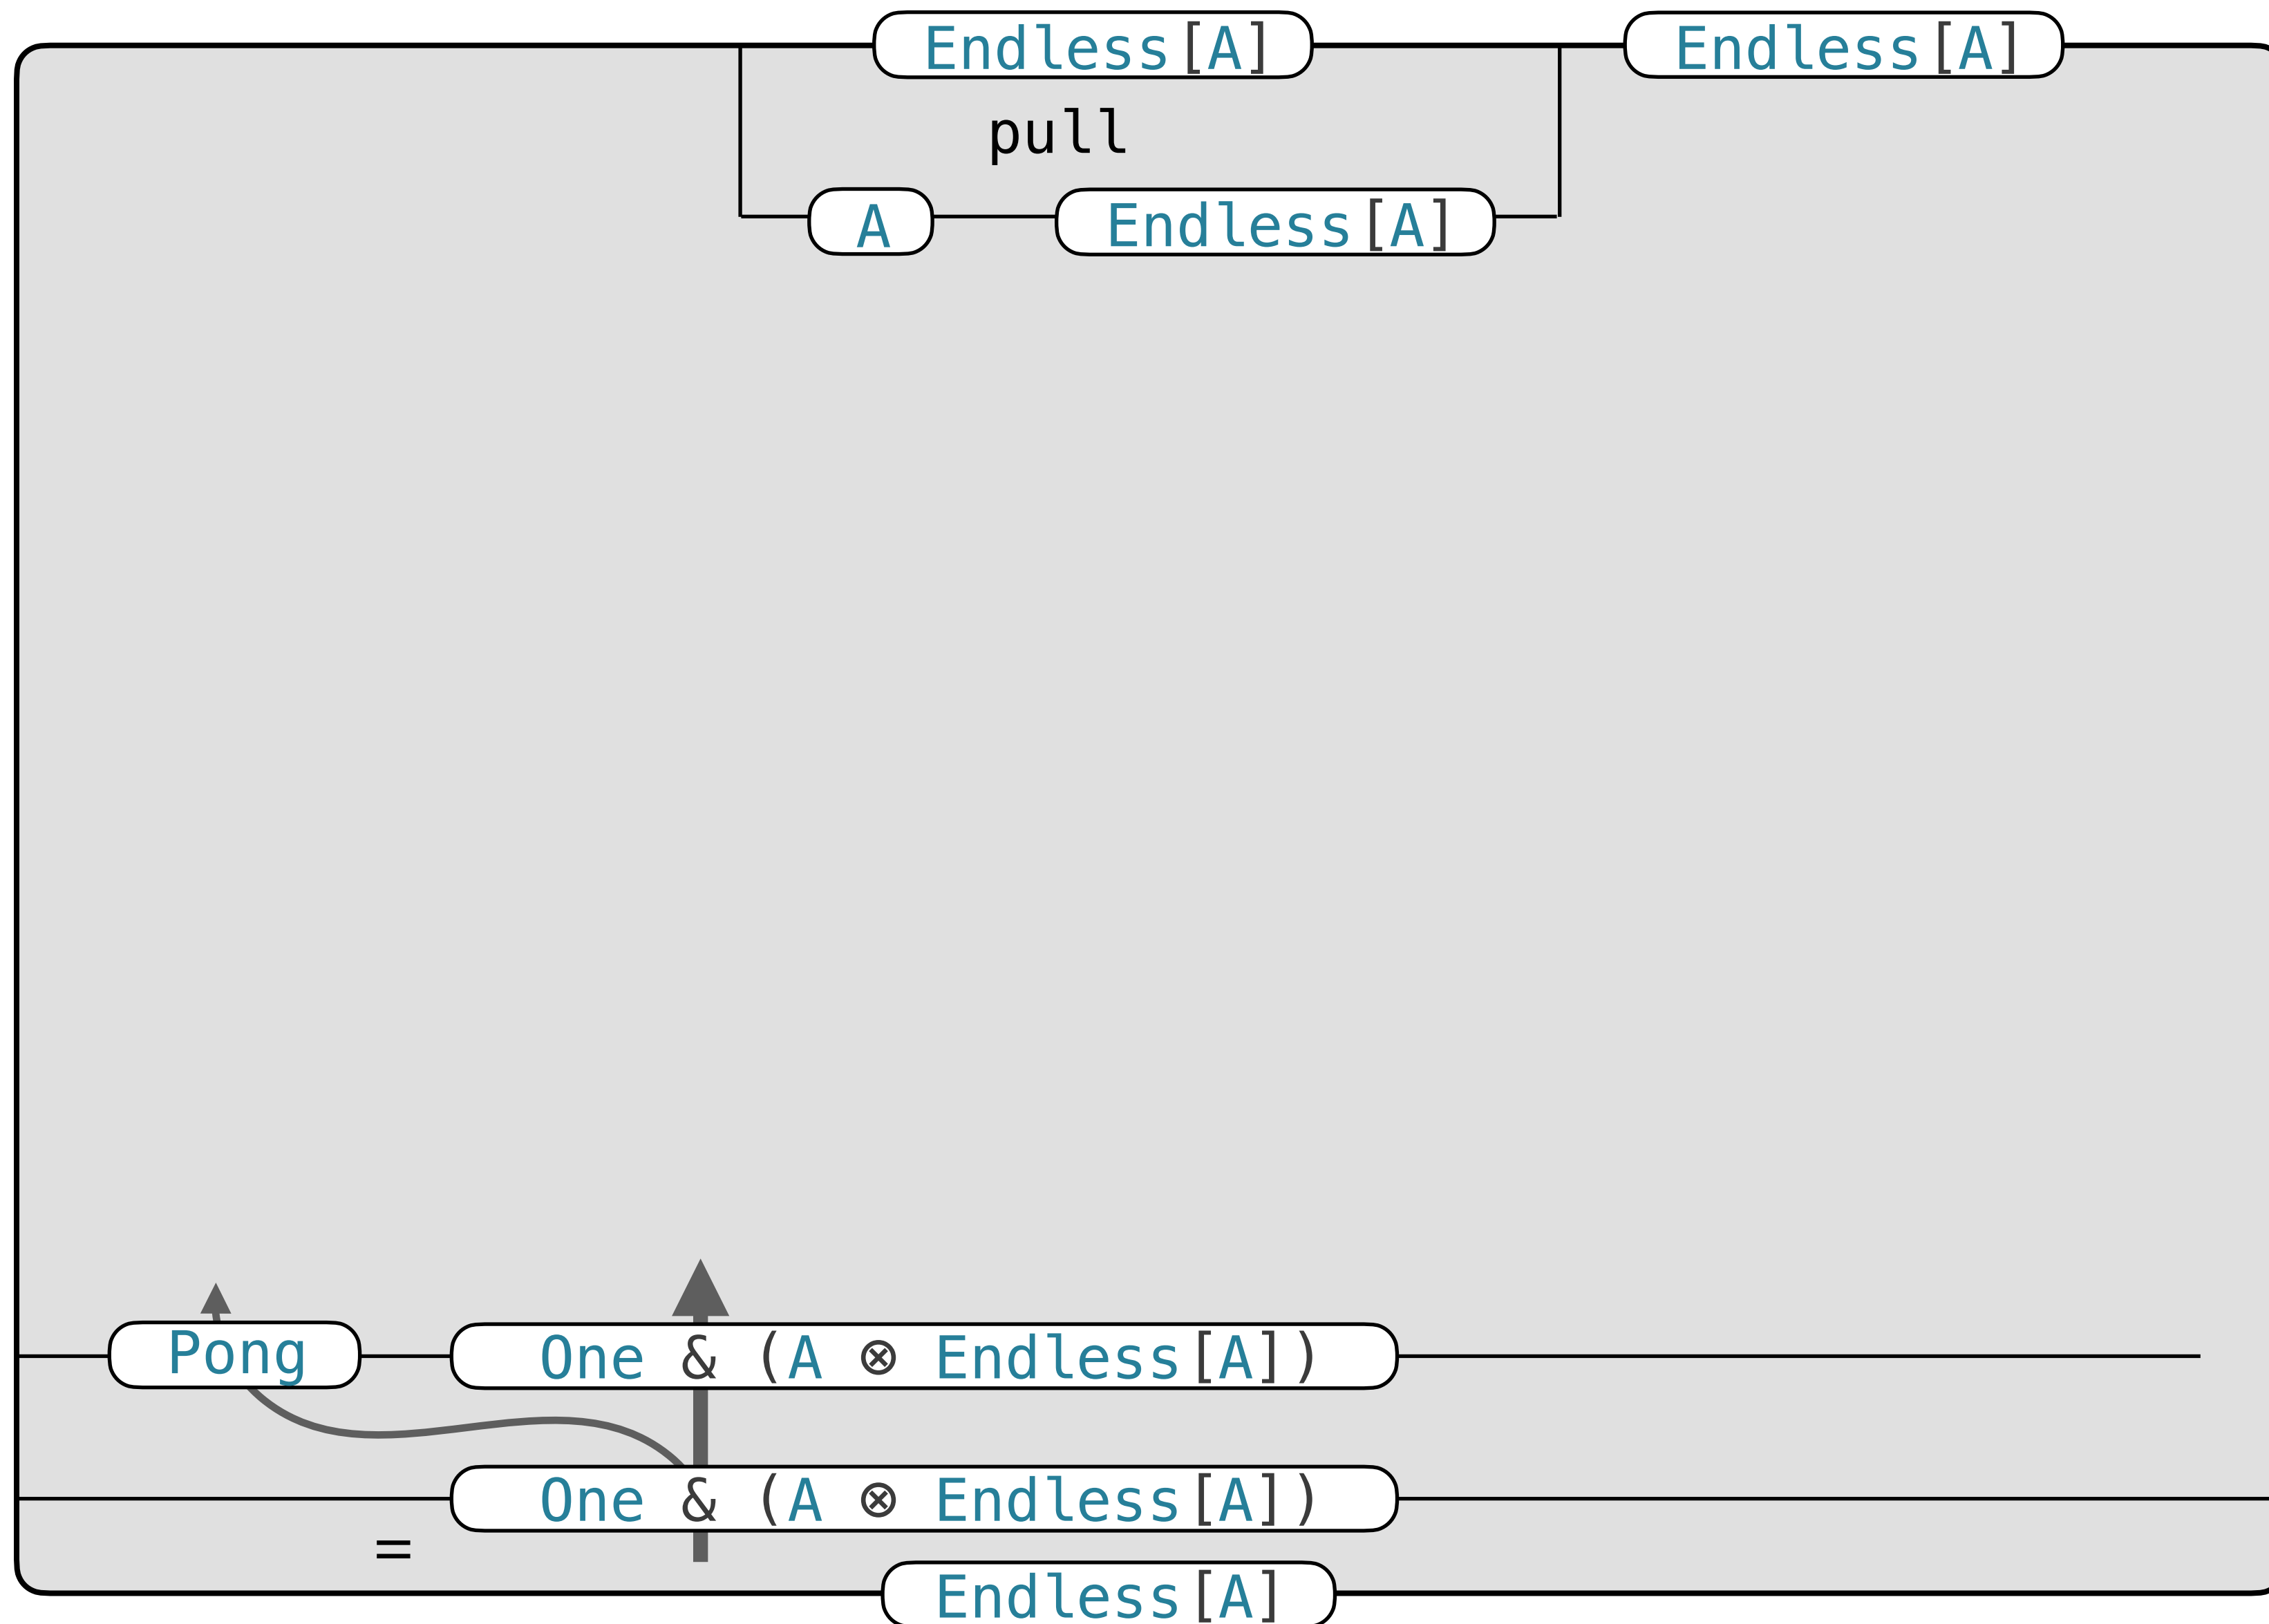 Endless[A] Endless[A]
pull
A Endless[A]
Pong One & (A ⊗ Endless[A])
One & (A ⊗ Endless[A])
=
Endless[A]